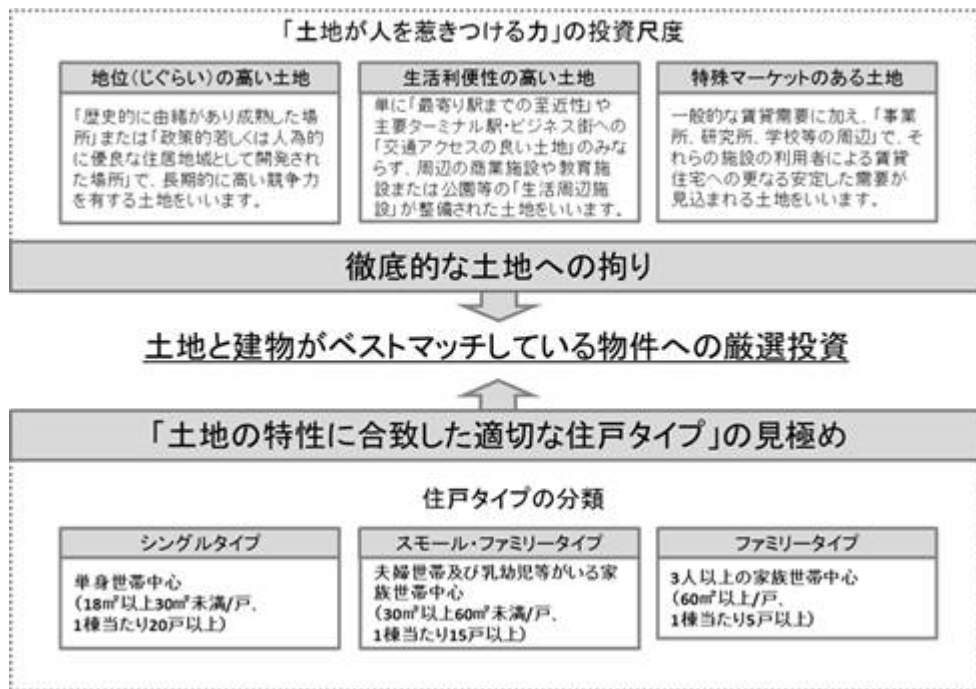 「土地が人を惹きつける力」の投資尺度
地位(じぐらい)の高い土地
「歴史的に由緒があり成熟した場
所」または「政策的若しくは人為的
に優良な住居地域として開発され
た場所」で、長期的に高い競争力
を有する土地をいいます。
生活利便性の高い土地
単に「最寄り駅までの至近性」や
主要ターミナル駅・ビジネス街への
「交通アクセスの良い土地」のみな
らず、周辺の商業施設や教育施
設または公園等の「生活周辺施
設」が整備された土地をいいます。
特殊マーケットのある土地
一般的な賃貸需要に加え、「事業
所、研究所、学校等の周辺」で、そ
れらの施設の利用者による賃貸
住宅への更なる安定した需要が
見込まれる土地をいいます。
徹底的な土地への拘り
土地と建物がベストマッチしている物件への厳選投資
「土地の特性に合致した適切な住戸タイプ」の見極め
住戸タイプの分類
シングルタイプ
単身世帯中心
(18㎡以上30㎡未満/戸、
1棟当たり20戸以上)
スモール・ファミリータイプ
夫婦世帯及び乳幼児等がいる家
族世帯中心
(30㎡以上60㎡未満/戸、
1棟当たり15戸以上)
ファミリータイプ
3人以上の家族世帯中心
(60㎡以上/戸、
1棟当たり5戸以上)